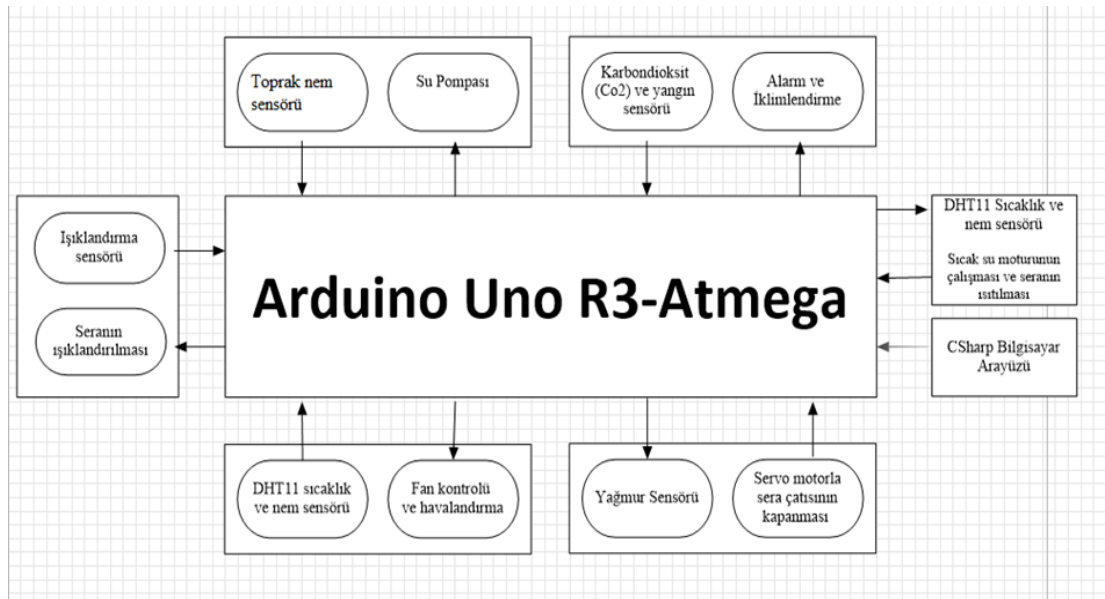 Toprak nem
sensörü
Su Pompası
Karbondioksit
(Co2) ve yangın
sensörü
Alarm ve
İklimlendirme
Işıklandırma
sensörü
Seranın
ışıklandırılması
Arduino Uno R3-Atmega
DHT11 Sıcaklık ve
nem sensörü
Sıcak su moturunun
çalışması ve seranın
ısıtılması
CSharp Bilgisayar
Arayüzü
DHT11 sıcaklık
ve nem sensörü
Fan kontrolü
ve havalandırma
Yağmur Sensörü
Servo motorla
sera çatısının
kapanması